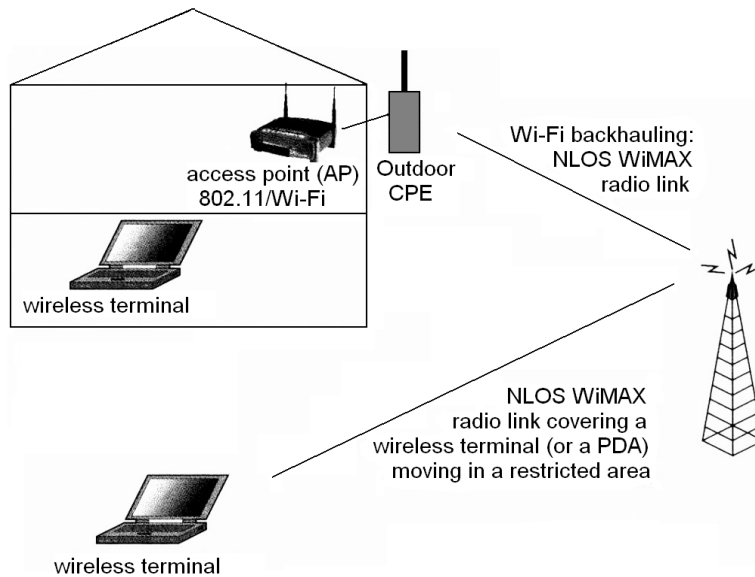 Wi-Fi backhauling:
NLOS WiMAX
radio link
access point (AP)
802.11/Wi-Fi
Outdoor
CPE
wireless terminal
NLOS WiMAX
radio link covering a
wireless terminal (or a PDA)
moving in a restricted area
wireless terminal